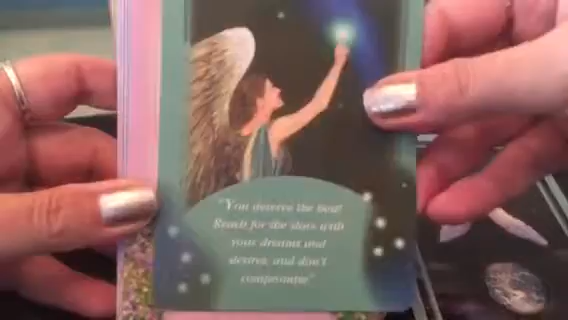 "You deserve the best!
Reach for the stars with
your dreams and
desires, and don't
compromise"